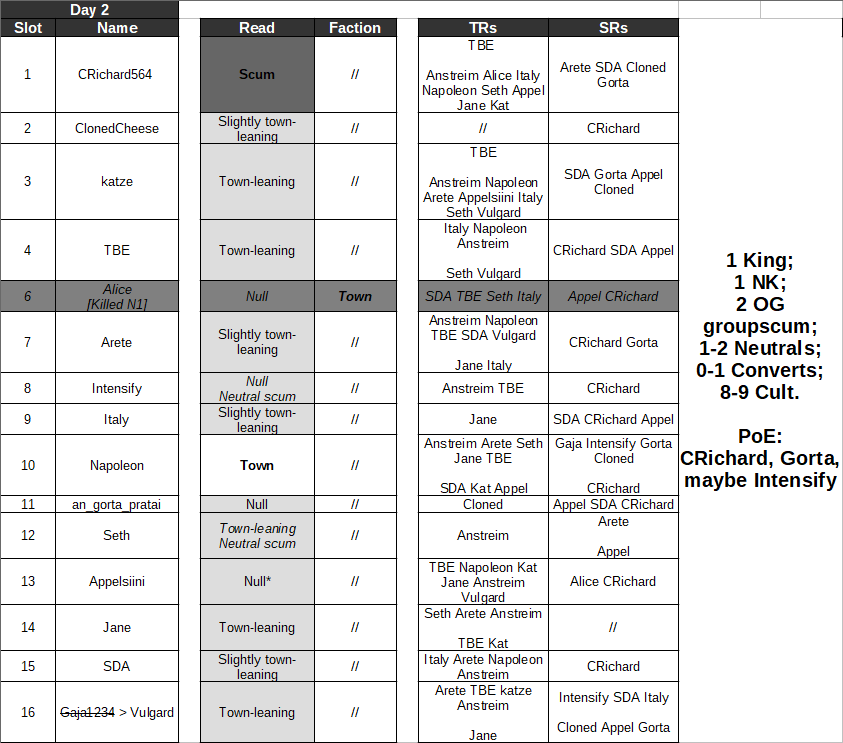 Day 2
Slot Name Read Faction TRs SRs
1 CRichard564 Scum //
TBE
Anstreim Alice Italy
Napoleon Seth Appel
Jane Kat
Arete SDA Cloned
Gorta
2 ClonedCheese
Slightly town-
leaning
// // CRichard
3 katze Town-leaning //
TBE
Anstreim Napoleon
Arete Appelsiini Italy
Seth Vulgard
SDA Gorta Appel
Cloned
4 TBE Town-leaning //
Italy Napoleon
Anstreim
Seth Vulgard
CRichard SDA Appel
6
Alice
[Killed N1]
Null Town SDA TBE Seth Italy Appel CRichard
7 Arete
Slightly town-
leaning
//
Anstreim Napoleon
TBE SDA Vulgard
Jane Italy
CRichard Gorta
8 Intensify
Null
Neutral scum
// Anstreim TBE CRichard
9 Italy
Slightly town-
leaning
// Jane SDA CRichard Appel
10 Napoleon Town //
Anstreim Arete Seth
Jane TBE
SDA Kat Appel
Gaja Intensify Gorta
Cloned
CRichard
11 an_gorta_pratai Null // Cloned Appel SDA CRichard
12 Seth
Town-leaning
Neutral scum
// Anstreim
Arete
Appel
13 Appelsiini Null* //
TBE Napoleon Kat
Jane Anstreim
Vulgard
Alice CRichard
14 Jane Town-leaning //
Seth Arete Anstreim
TBE Kat
//
15 SDA
Slightly town-
leaning
//
Italy Arete Napoleon
Anstreim
CRichard
16 Gaja1234 > Vulgard Town-leaning //
Arete TBE katze
Anstreim
Jane
Intensify SDA Italy
Cloned Appel Gorta
1 King;
1 NK;
2 OG
groupscum;
1-2 Neutrals;
0-1 Converts;
8-9 Cult.
PoE:
CRichard, Gorta,
maybe Intensify